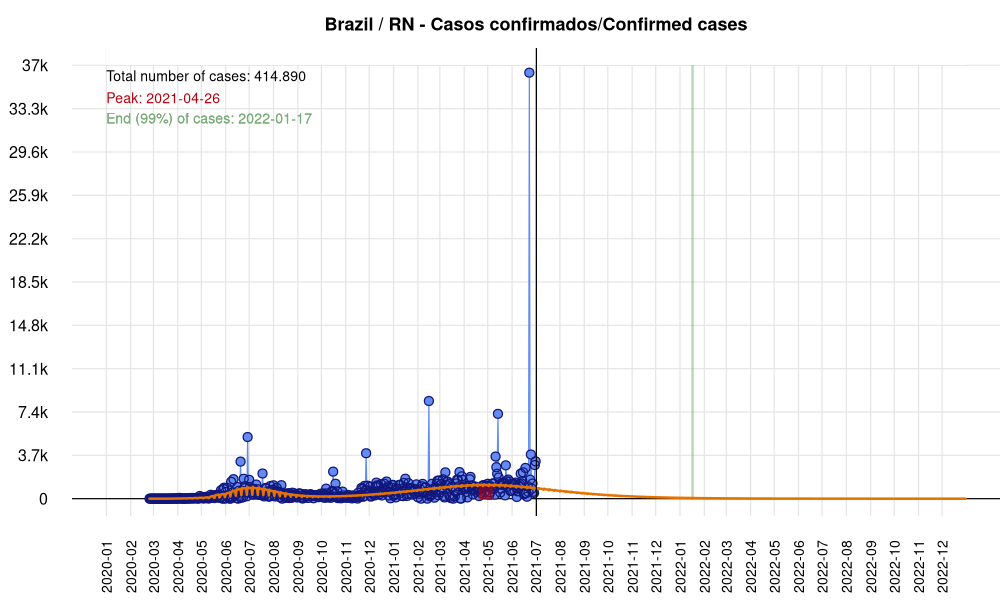 Brazil / RN - Casos confirmados/Confirmed cases
37k
33.3k
29.6k
25.9k
22.2k
18.5k
14.8k
11.1k
7.4k
3.7k
0
Total number of cases: 414.890
Peak: 2021-04-26
End (99%) of cases: 2022-01-17
2020-01
2020-02
2020-03
2020-04
2020-05
2020-06
2020-07
2020-08
2020-09
2020-10
2020-11
2020-12
2021-01
2021-02
2021-03
2021-04
2021-05
2021-06
2021-07
2021-08
2021-09
2021-10
2021-11
2021-12
2022-01
2022-02
2022-03
2022-04
2022-05
2022-06
2022-07
2022-08
2022-09
2022-10
2022-11
2022-12